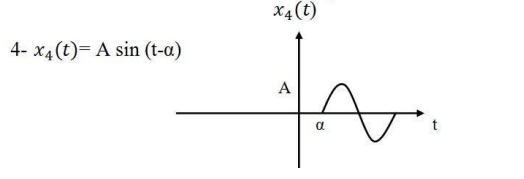 x₄(t)
4- x₄(t)= A sin (t-α)
A
α
t